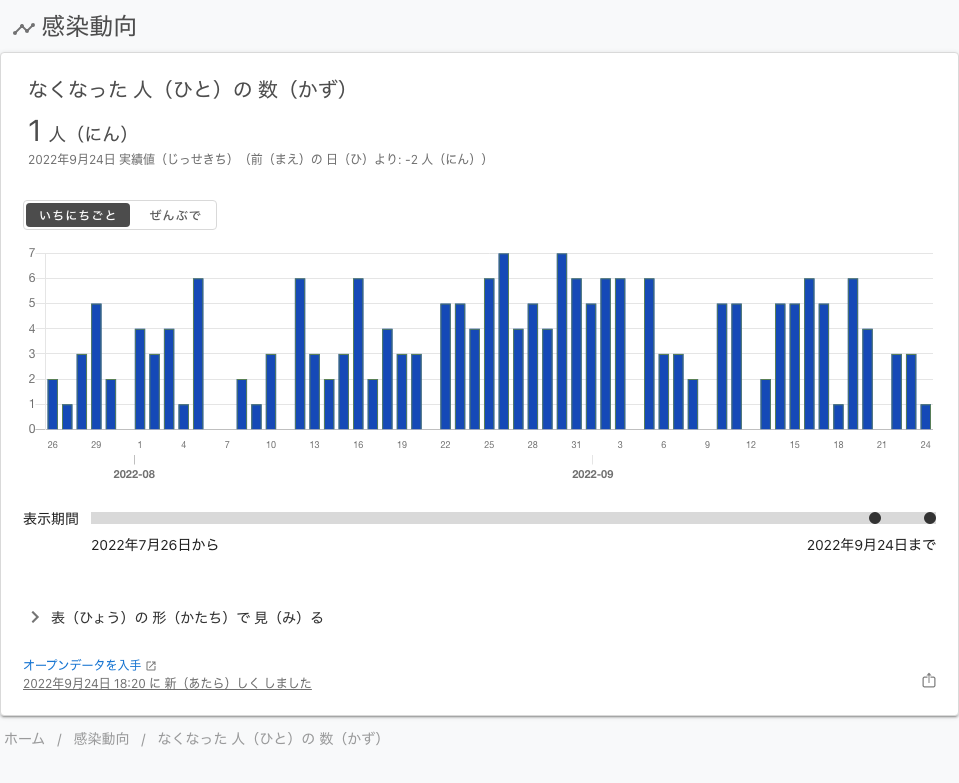 感染動向
なくなった 人（ひと）の 数（かず）
1 人（にん）
2022年9月24日 実績値（じっせきち）（前（まえ）の 日（ひ）より: -2 人（にん））
いちにちごと ぜんぶで
7
6
5
4
3
2
1
0
26 29 1 4 7 10 13 16 19 22 25 28 31 3 6 9 12 15 18 21 24
2022-08 2022-09
表示期間
2022年7月26日から 2022年9月24日まで
表（ひょう）の 形（かたち）で 見（み）る
オープンデータを入手
2022年9月24日 18:20 に 新（あたら）しく しました
ホーム / 感染動向 / なくなった 人（ひと）の 数（かず）